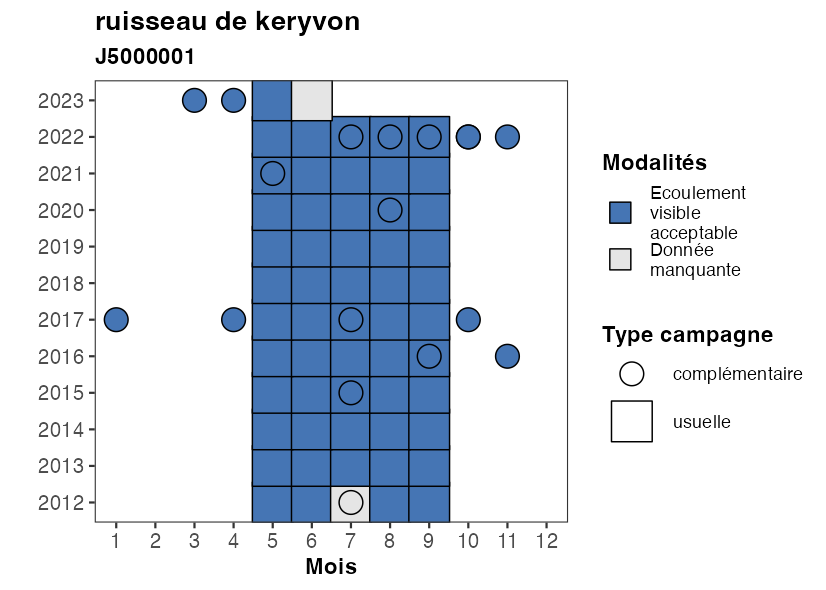 ruisseau de keryvon
J5000001
2023
2022
2021
2020
2019
2018
2017
2016
2015
2014
2013
2012
1 2 3 4 5 6 7 8 9 10 11 12
Mois
Modalités
Ecoulement
visible
acceptable
Donnée
manquante
Type campagne
complémentaire
usuelle